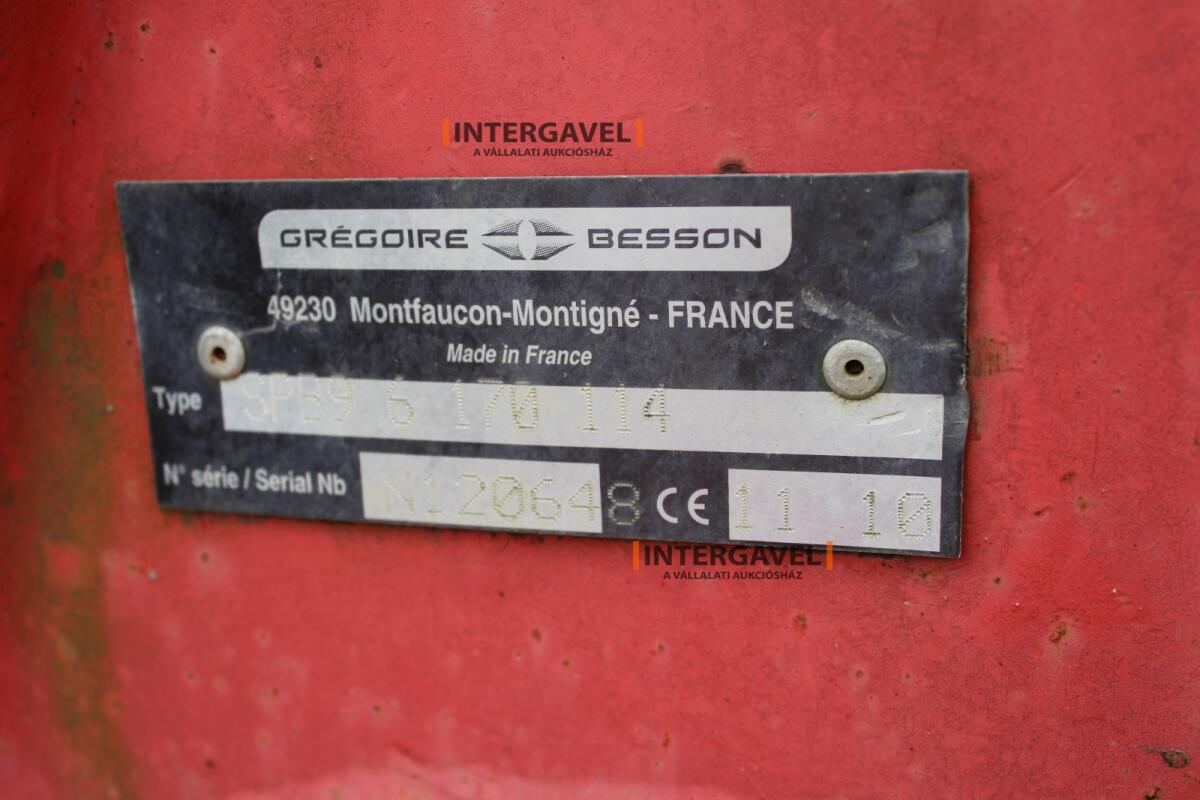 INTERGAVEL
A VÁLLALATI AUKCIÓSHÁZ
GRÉGOIRE BESSON
49230 Montfaucon-Montigné - FRANCE
Made in France
Type SPB9 6 170 114
N° série / Serial Nb N120648 CE 11 10
INTERGAVEL
A VÁLLALATI AUKCIÓSHÁZ